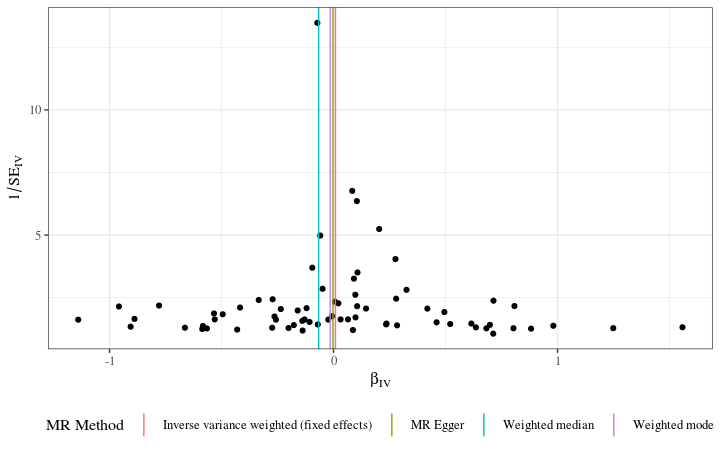 10
5
1/SE_IV
-1
0
1
β_IV
MR Method
Inverse variance weighted (fixed effects)
MR Egger
Weighted median
Weighted mode